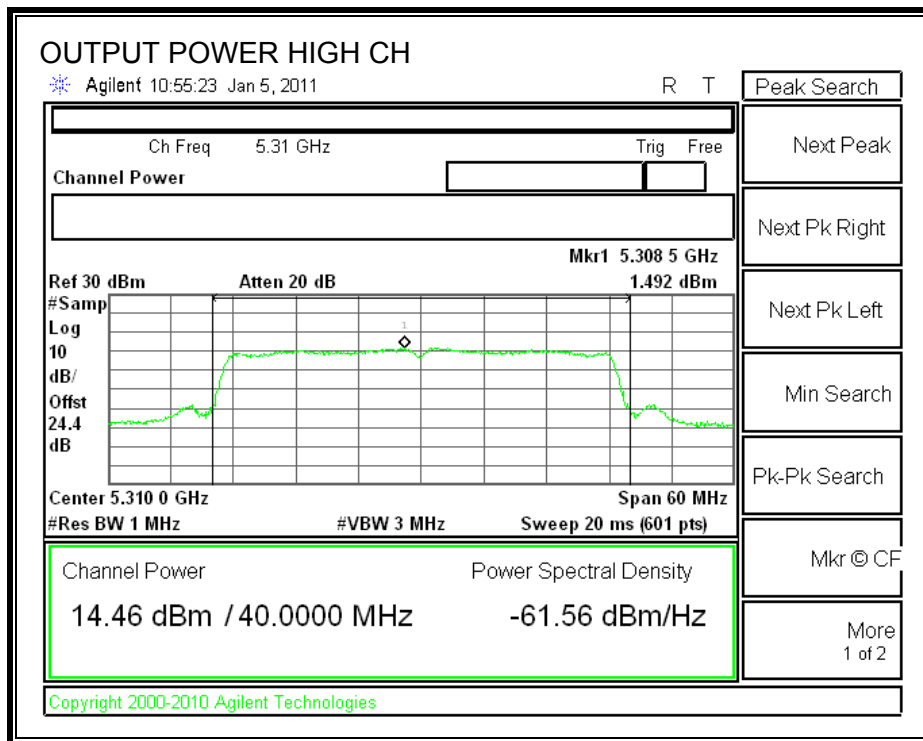 OUTPUT POWER HIGH CH
Agilent 10:55:23 Jan 5, 2011 R T
Peak Search
Ch Freq 5.31 GHz Trig Free
Next Peak
Channel Power
Next Pk Right
Mkr1 5.308 5 GHz
Ref 30 dBm Atten 20 dB 1.492 dBm
#Samp
Next Pk Left
Log
1
10
dB/
Min Search
Offst
24.4
dB
Pk-Pk Search
Center 5.310 0 GHz Span 60 MHz
#Res BW 1 MHz #VBW 3 MHz Sweep 20 ms (601 pts)
Mkr © CF
Channel Power Power Spectral Density
14.46 dBm / 40.0000 MHz -61.56 dBm/Hz
More
1 of 2
Copyright 2000-2010 Agilent Technologies